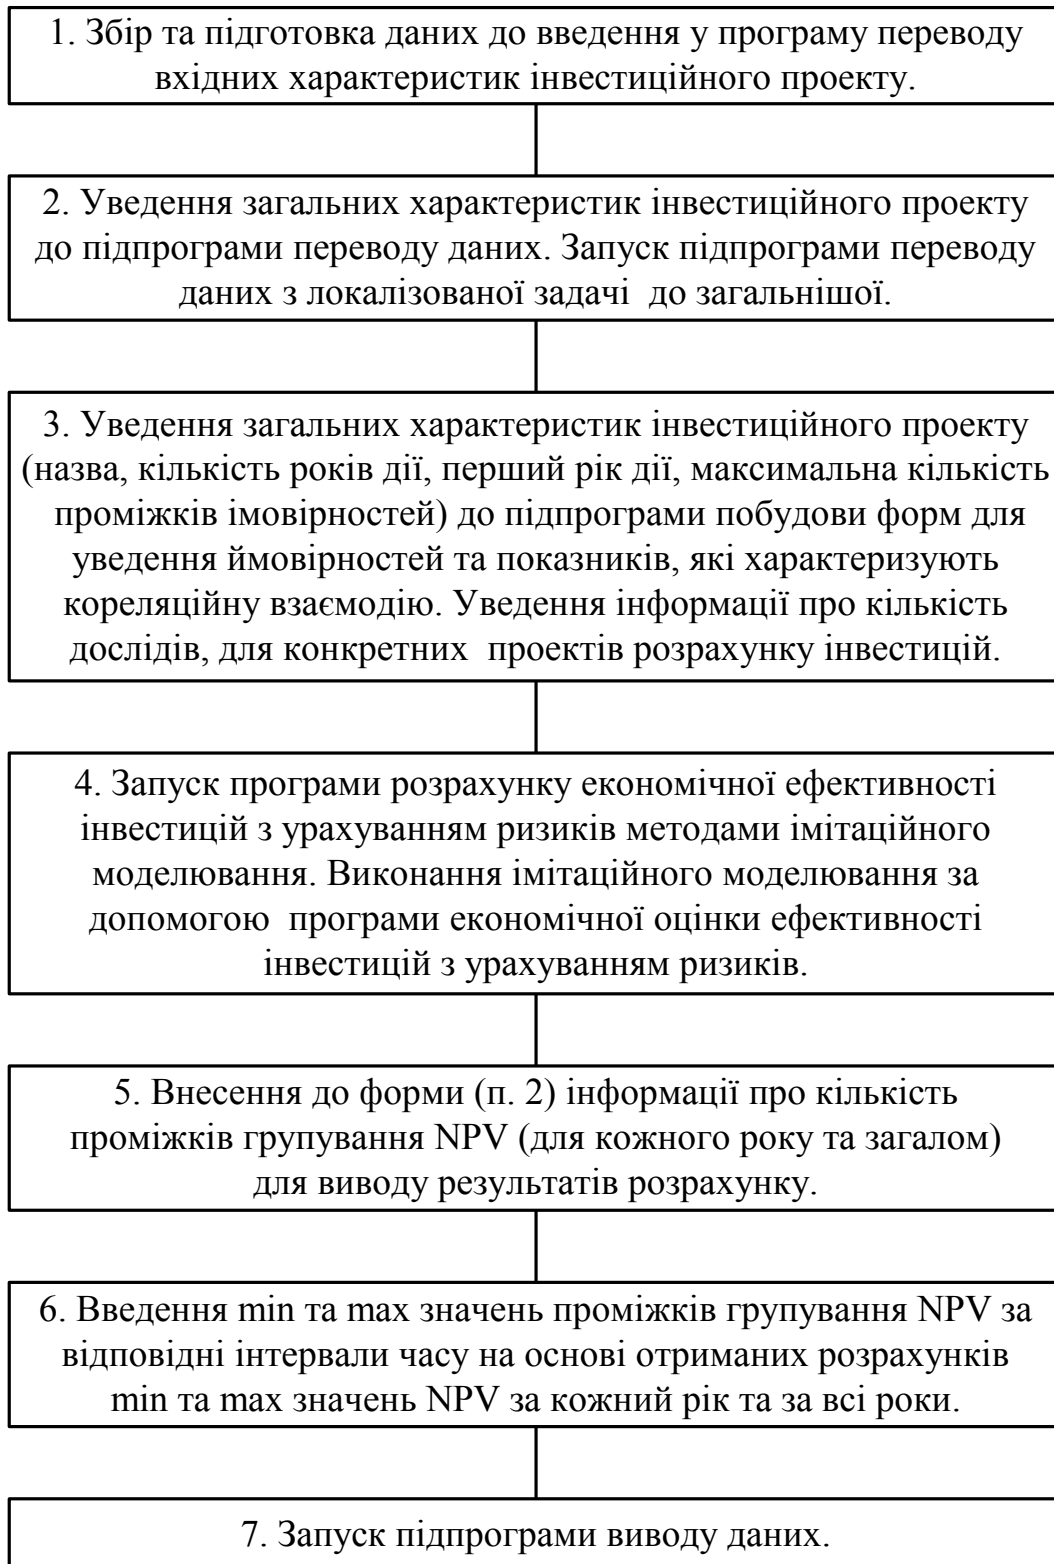 1. Збір та підготовка даних до введення у програму переводу
вхідних характеристик інвестиційного проекту.
2. Уведення загальних характеристик інвестиційного проекту
до підпрограми переводу даних. Запуск підпрограми переводу
даних з локалізованої задачі  до загальнішої.
3. Уведення загальних характеристик інвестиційного проекту
(назва, кількість років дії, перший рік дії, максимальна кількість
проміжків імовірностей) до підпрограми побудови форм для
уведення ймовірностей та показників, які характеризують
кореляційну взаємодію. Уведення інформації про кількість
дослідів, для конкретних  проектів розрахунку інвестицій.
4. Запуск програми розрахунку економічної ефективності
інвестицій з урахуванням ризиків методами імітаційного
моделювання. Виконання імітаційного моделювання за
допомогою  програми економічної оцінки ефективності
інвестицій з урахуванням ризиків.
5. Внесення до форми (п. 2) інформації про кількість
проміжків групування NPV (для кожного року та загалом)
для виводу результатів розрахунку.
6. Введення min та max значень проміжків групування NPV за
відповідні інтервали часу на основі отриманих розрахунків
min та max значень NPV за кожний рік та за всі роки.
7. Запуск підпрограми виводу даних.